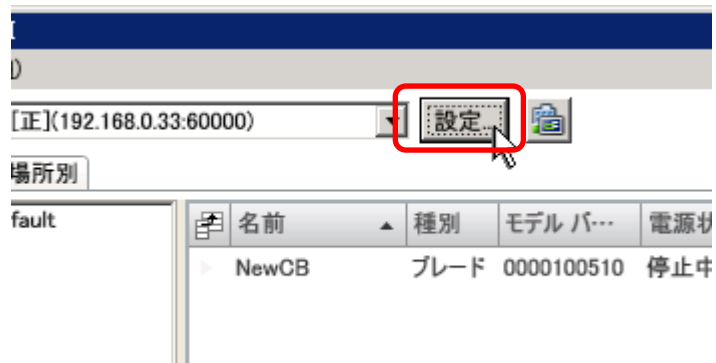 [正](192.168.0.33:60000)
設定...
場所別
fault
名前 種別 モデル バ… 電源状
NewCB ブレード 0000100510 停止中